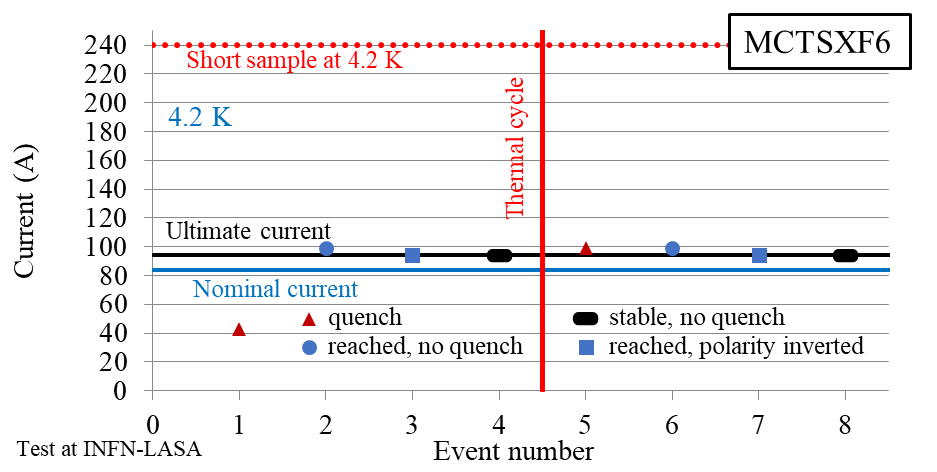 MCTSXF6
240
220
200
180
160
140
120
100
80
60
40
20
0
Current (A)
Short sample at 4.2 K
4.2 K
Thermal cycle
Ultimate current
Nominal current
quench
stable, no quench
reached, no quench
reached, polarity inverted
0 1 2 3 4 5 6 7 8
Event number
Test at INFN-LASA